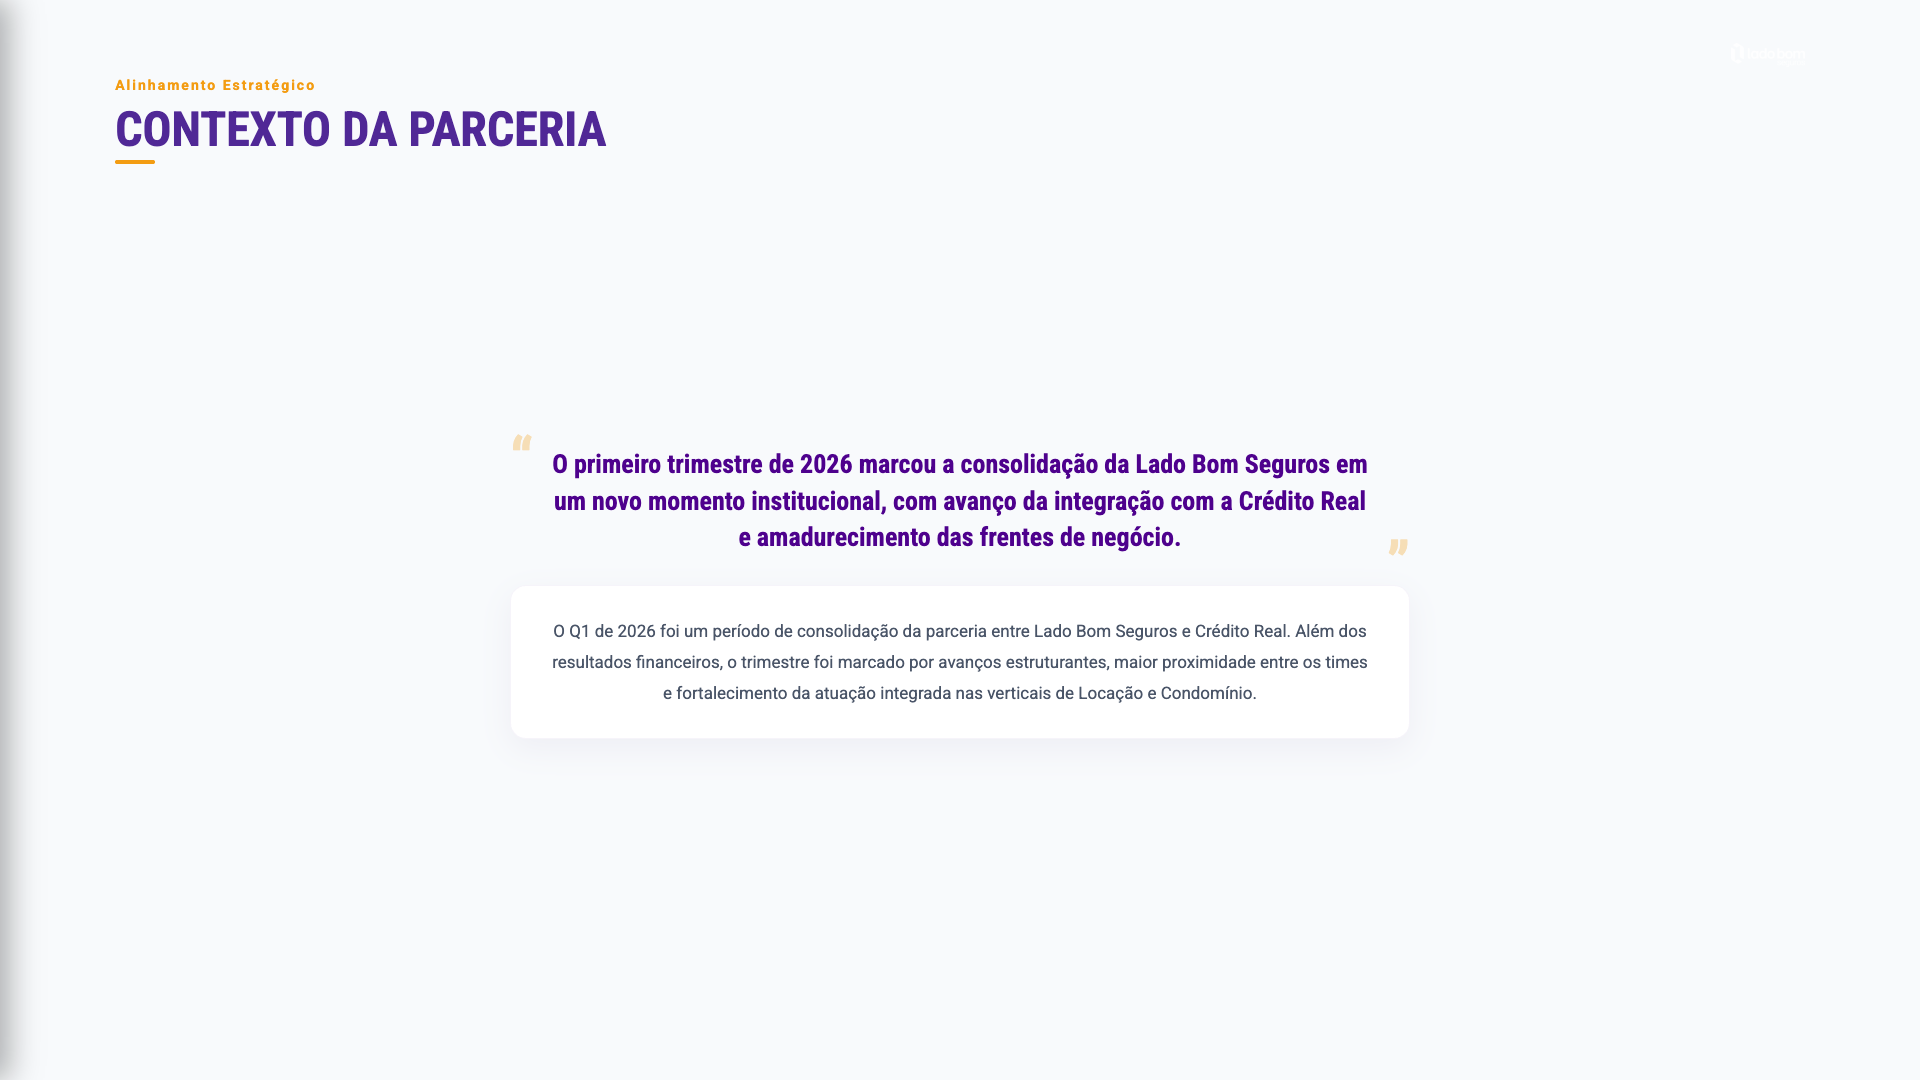 Alinhamento Estratégico
CONTEXTO DA PARCERIA
“
O primeiro trimestre de 2026 marcou a consolidação da Lado Bom Seguros em
um novo momento institucional, com avanço da integração com a Crédito Real
e amadurecimento das frentes de negócio.
”
O Q1 de 2026 foi um período de consolidação da parceria entre Lado Bom Seguros e Crédito Real. Além dos
resultados financeiros, o trimestre foi marcado por avanços estruturantes, maior proximidade entre os times
e fortalecimento da atuação integrada nas verticais de Locação e Condomínio.